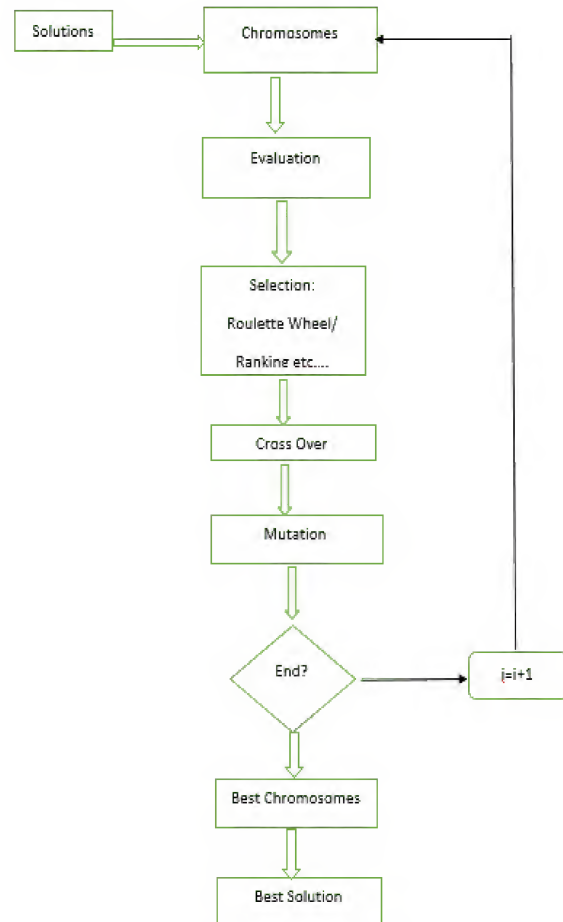 Solutions
Chromosomes
Evaluation
Selection:
Roulette Wheel/
Ranking etc....
Cross Over
Mutation
End?
i=i+1
Best Chromosomes
Best Solution